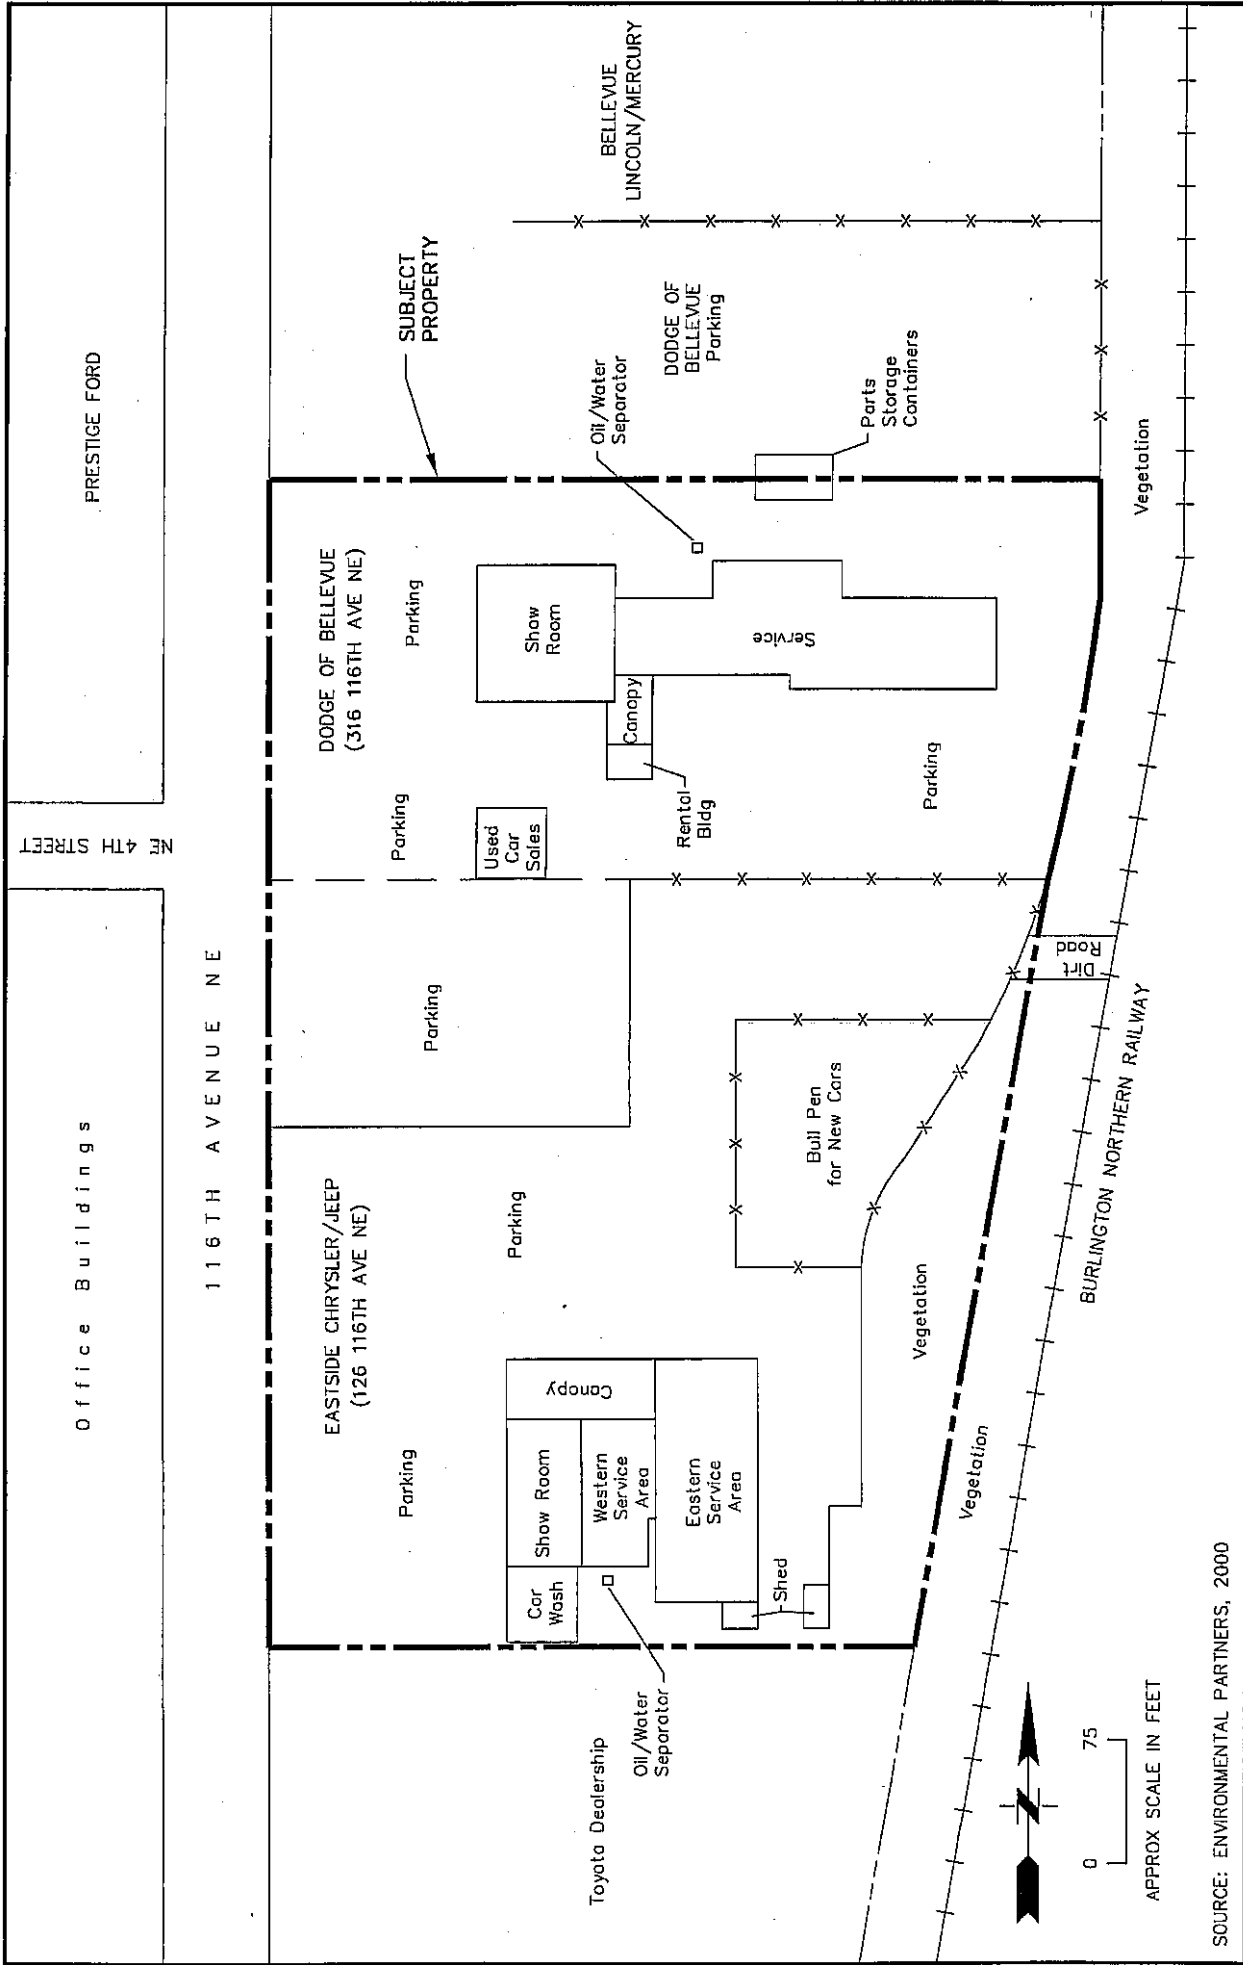 Office Buildings
NE 4TH STREET
PRESTIGE FORD
116TH AVENUE NE
EASTSIDE CHRYSLER/JEEP
(126 116TH AVE NE)
DODGE OF BELLEVUE
(316 116TH AVE NE)
SUBJECT
PROPERTY
Parking
Parking
Parking
Parking
Parking
Toyota Dealership
Oil/Water
Separator
Car
Wash
Show Room
Western
Service
Area
Canopy
Eastern
Service
Area
Shed
Bull Pen
for New Cars
Used
Car
Sales
Rental
Bldg
Canopy
Show
Room
Service
Parking
Oil/Water
Separator
DODGE OF
BELLEVUE
Parking
Parts
Storage
Containers
BELLEVUE
LINCOLN/MERCURY
Vegetation
Vegetation
Dirt
Road
Vegetation
BURLINGTON NORTHERN RAILWAY
N
0 75
APPROX SCALE IN FEET
SOURCE: ENVIRONMENTAL PARTNERS, 2000